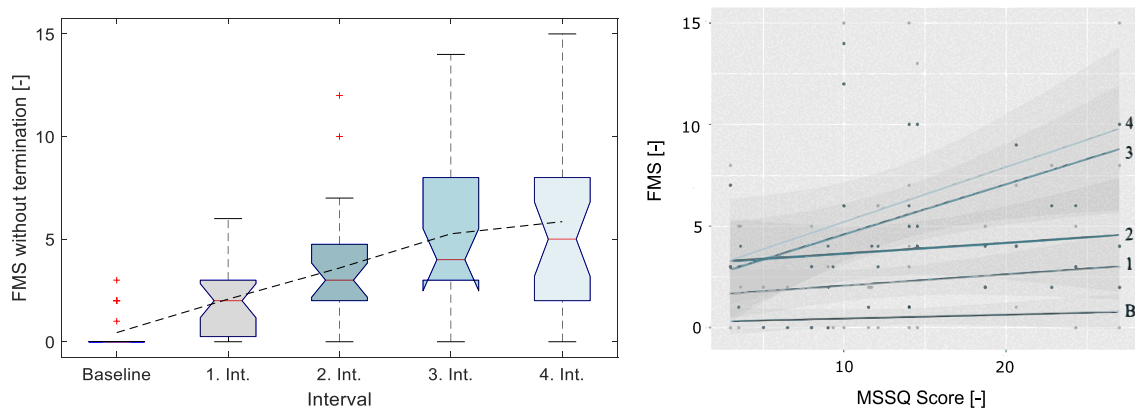 FMS without termination [-]
15
10
5
0
Baseline
1. Int.
2. Int.
3. Int.
4. Int.
Interval
FMS [-]
15
10
5
0
4
3
2
1
B
10
20
MSSQ Score [-]